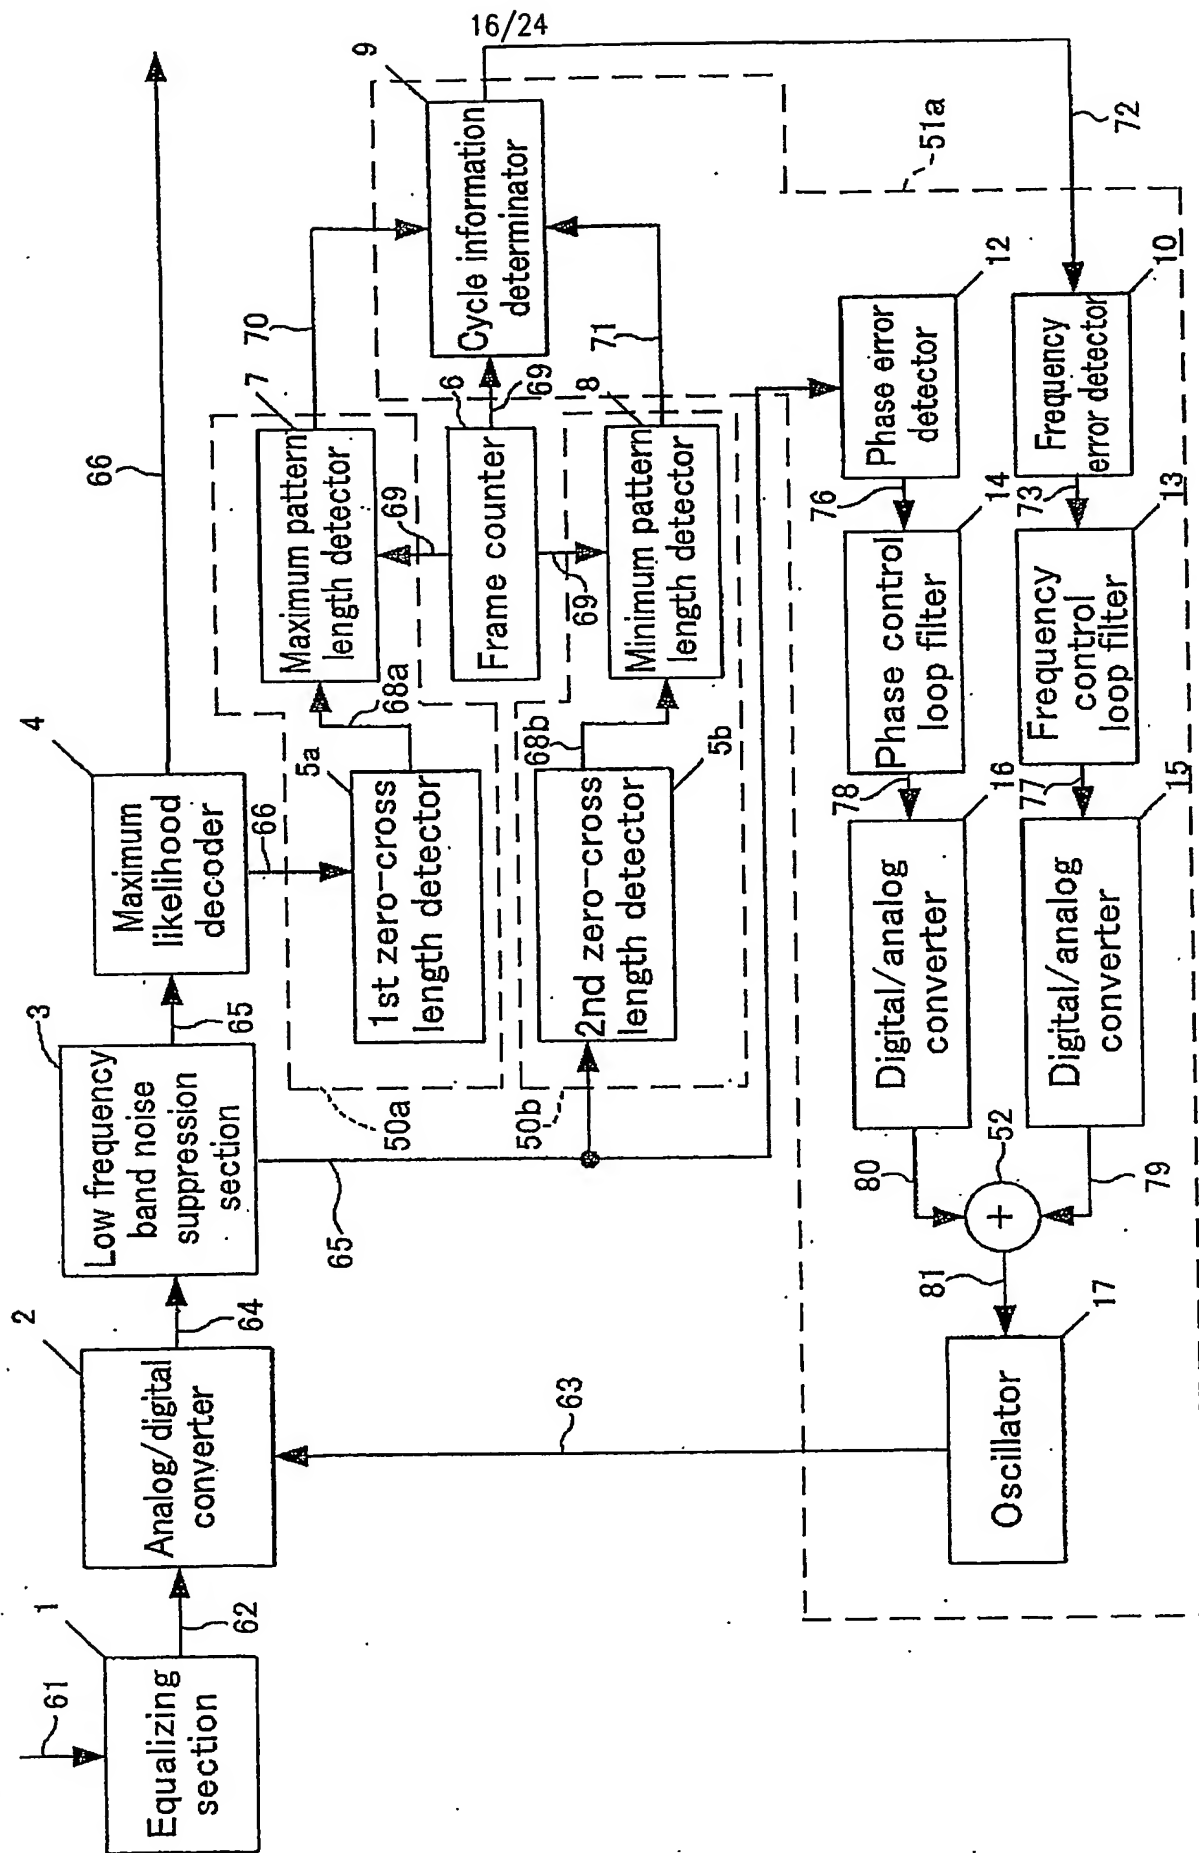 16/24
61
1
Equalizing
section
62
2
Analog/digital
converter
64
3
Low frequency
band noise
suppression
section
65
4
Maximum
likelihood
decoder
66
66
65
63
50a
5a
1st zero-cross
length detector
68a
7
Maximum pattern
length detector
70
69
6
Frame counter
69
69
9
Cycle information
determinator
50b
5b
2nd zero-cross
length detector
68b
8
Minimum pattern
length detector
71
72
51a
12
Phase error
detector
76
14
Phase control
loop filter
78
16
Digital/analog
converter
80
10
Frequency
error detector
73
13
Frequency
control
loop filter
77
15
Digital/analog
converter
79
52
+
81
17
Oscillator